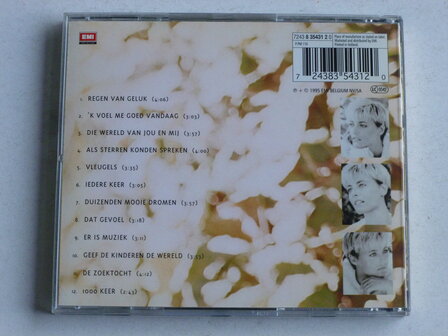 EMI
7243 8 35431 2 0
P.PM 116
7 24383 54312 0
℗ + © 1995 EMI BELGIUM NV/SA
1. REGEN VAN GELUK (4:06)
2. 'K VOEL ME GOED VANDAAG (3:03)
3. DIE WERELD VAN JOU EN MIJ (3:57)
4. ALS STERREN KONDEN SPREKEN (4:00)
5. VLEUGELS (3:35)
6. IEDERE KEER (3:05)
7. DUIZENDEN MOOIE DROMEN (3:57)
8. DAT GEVOEL (3:18)
9. ER IS MUZIEK (3:11)
10. GEEF DE KINDEREN DE WERELD (3:53)
11. DE ZOEKTOCHT (4:12)
12. 1000 KEER (2:43)